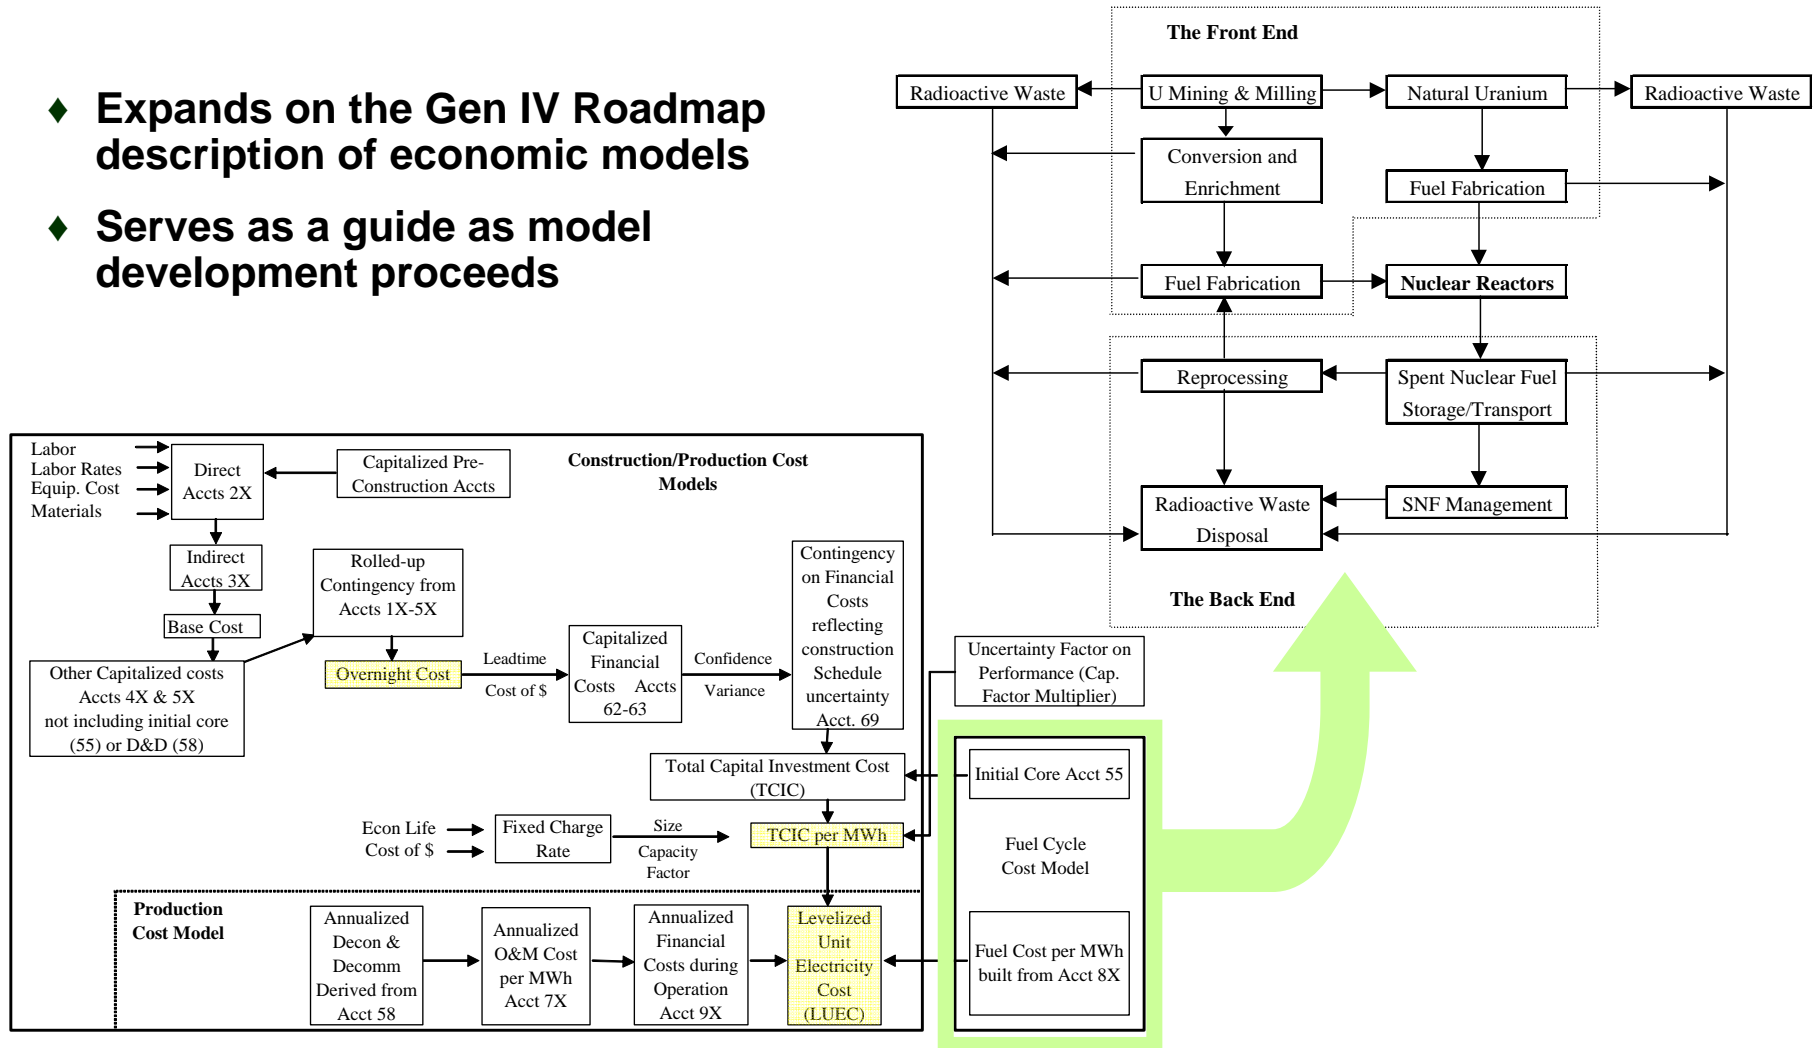 ♦ Expands on the Gen IV Roadmap
description of economic models
♦ Serves as a guide as model
development proceeds
The Front End
Radioactive Waste
U Mining & Milling
Natural Uranium
Radioactive Waste
Conversion and
Enrichment
Fuel Fabrication
Fuel Fabrication
Nuclear Reactors
Reprocessing
Spent Nuclear Fuel
Storage/Transport
Radioactive Waste
Disposal
SNF Management
The Back End
Construction/Production Cost
Models
Labor
Labor Rates
Equip. Cost
Materials
Direct
Accts 2X
Capitalized Pre-
Construction Accts
Indirect
Accts 3X
Base Cost
Other Capitalized costs
Accts 4X & 5X
not including initial core
(55) or D&D (58)
Rolled-up
Contingency from
Accts 1X-5X
Overnight Cost
Leadtime
Cost of $
Capitalized
Financial
Costs Accts
62-63
Confidence
Variance
Contingency
on Financial
Costs
reflecting
construction
Schedule
uncertainty
Acct. 69
Uncertainty Factor on
Performance (Cap.
Factor Multiplier)
Total Capital Investment Cost
(TCIC)
Initial Core Acct 55
Econ Life
Cost of $
Fixed Charge
Rate
Size
Capacity
Factor
TCIC per MWh
Fuel Cycle
Cost Model
Production
Cost Model
Annualized
Decon &
Decomm
Derived from
Acct 58
Annualized
O&M Cost
per MWh
Acct 7X
Annualized
Financial
Costs during
Operation
Acct 9X
Levelized
Unit
Electricity
Cost
(LUEC)
Fuel Cost per MWh
built from Acct 8X